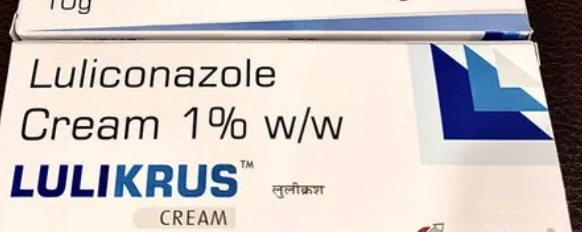 10g
Luliconazole
Cream 1% w/w
LULIKRUS™ लुलीक्रश
CREAM